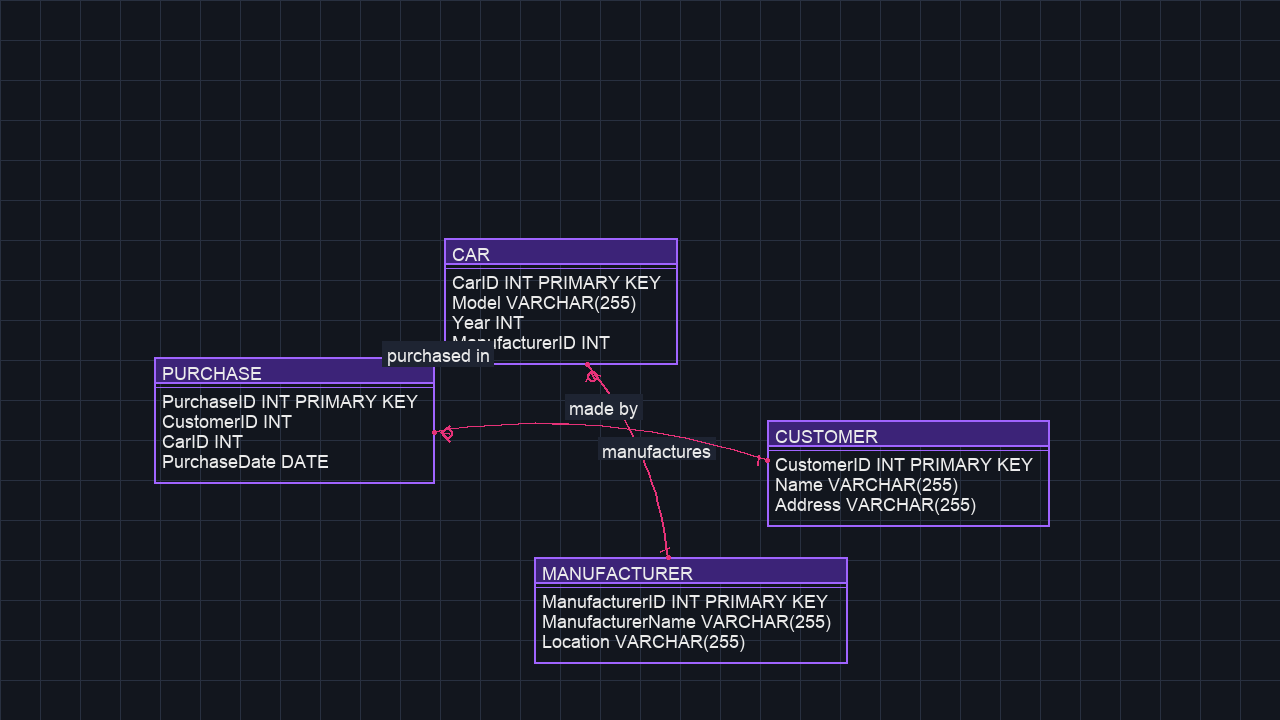 CAR
CarID INT PRIMARY KEY
Model VARCHAR(255)
Year INT
ManufacturerID INT
purchased in
PURCHASE
PurchaseID INT PRIMARY KEY
CustomerID INT
CarID INT
PurchaseDate DATE
made by
manufactures
CUSTOMER
CustomerID INT PRIMARY KEY
Name VARCHAR(255)
Address VARCHAR(255)
MANUFACTURER
ManufacturerID INT PRIMARY KEY
ManufacturerName VARCHAR(255)
Location VARCHAR(255)